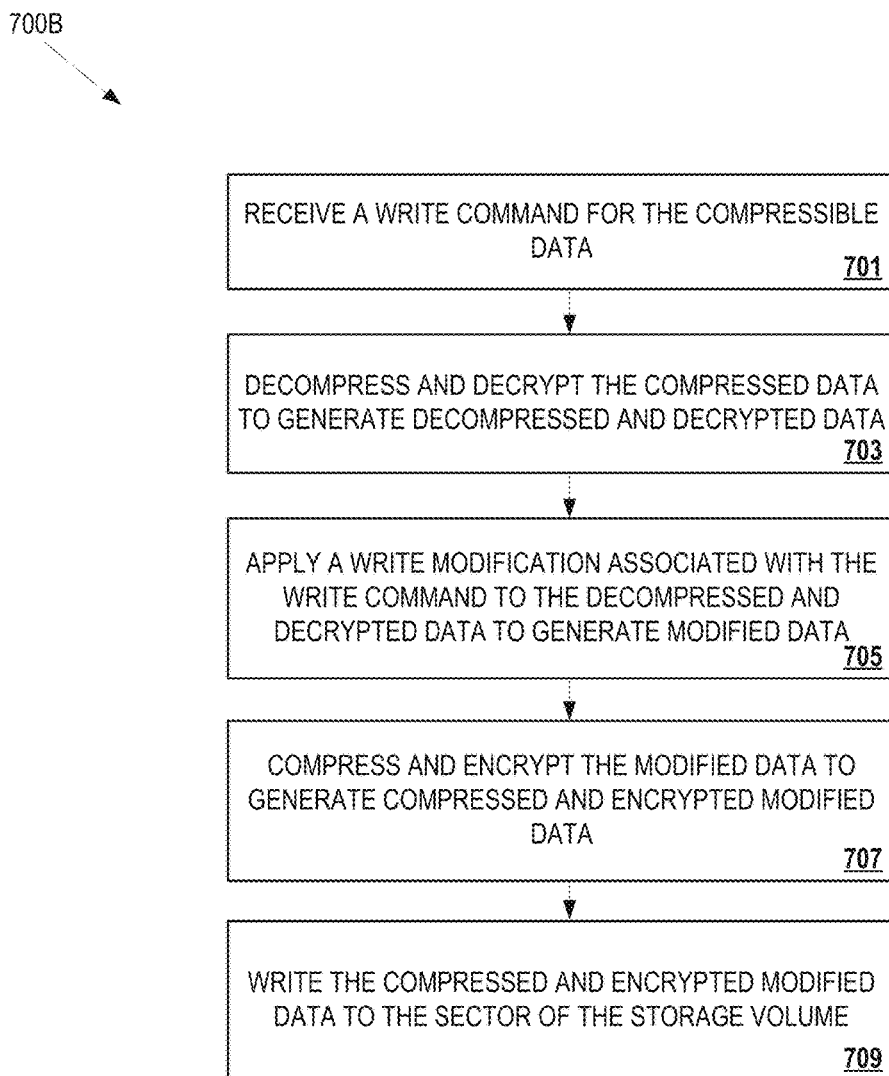 700B
RECEIVE A WRITE COMMAND FOR THE COMPRESSIBLE
DATA
701
DECOMPRESS AND DECRYPT THE COMPRESSED DATA
TO GENERATE DECOMPRESSED AND DECRYPTED DATA
703
APPLY A WRITE MODIFICATION ASSOCIATED WITH THE
WRITE COMMAND TO THE DECOMPRESSED AND
DECRYPTED DATA TO GENERATE MODIFIED DATA
705
COMPRESS AND ENCRYPT THE MODIFIED DATA TO
GENERATE COMPRESSED AND ENCRYPTED MODIFIED
DATA
707
WRITE THE COMPRESSED AND ENCRYPTED MODIFIED
DATA TO THE SECTOR OF THE STORAGE VOLUME
709